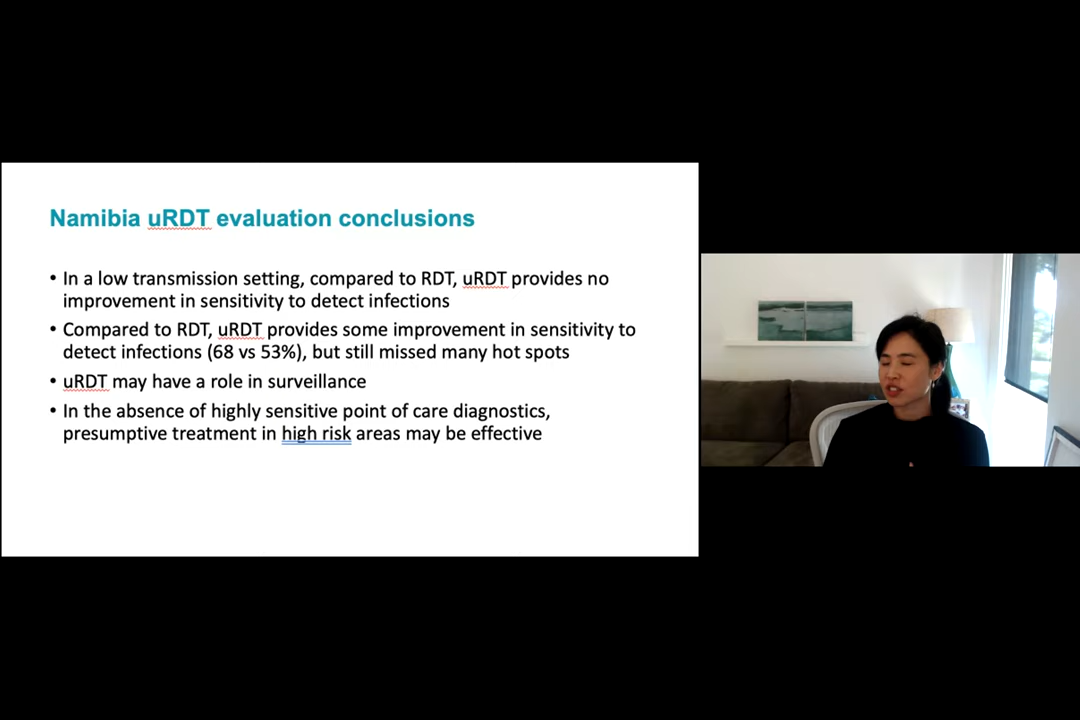 Namibia uRDT evaluation conclusions
• In a low transmission setting, compared to RDT, uRDT provides no
improvement in sensitivity to detect infections
• Compared to RDT, uRDT provides some improvement in sensitivity to
detect infections (68 vs 53%), but still missed many hot spots
• uRDT may have a role in surveillance
• In the absence of highly sensitive point of care diagnostics,
presumptive treatment in high risk areas may be effective